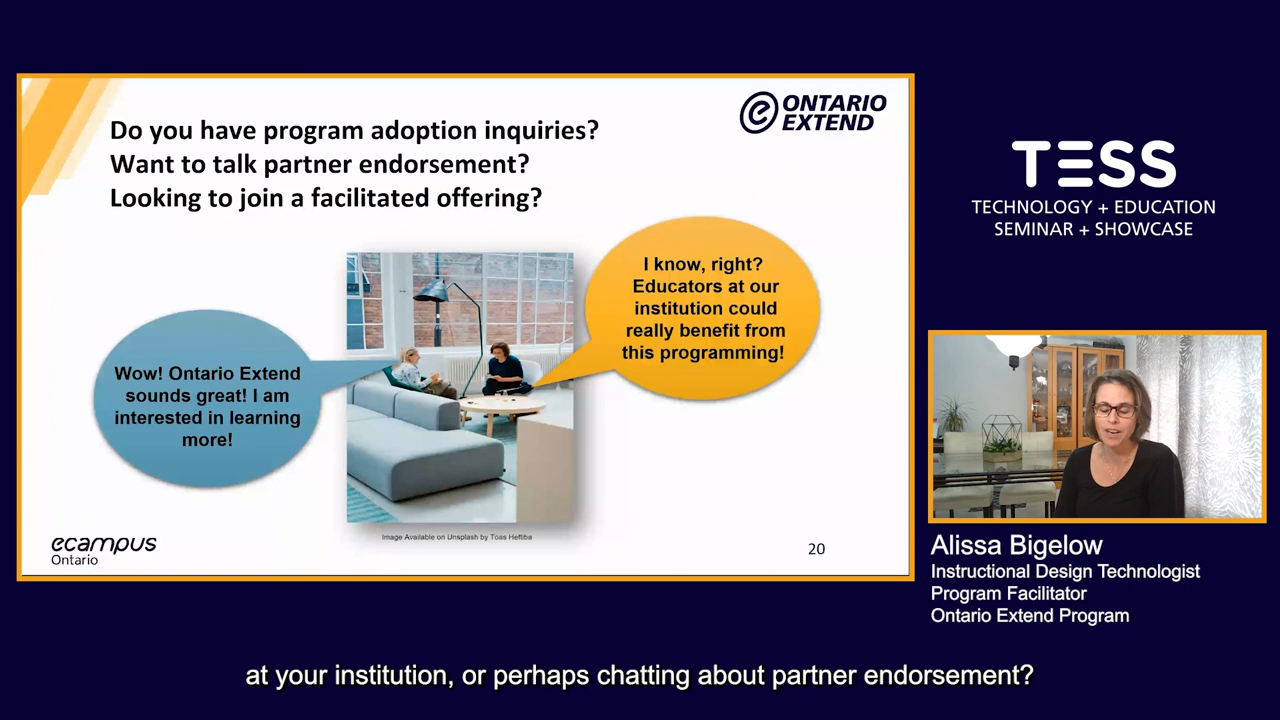 Do you have program adoption inquiries?
Want to talk partner endorsement?
Looking to join a facilitated offering?
ONTARIO
EXTEND
Wow! Ontario Extend
sounds great! I am
interested in learning
more!
I know, right?
Educators at our
institution could
really benefit from
this programming!
Image Available on Unsplash by Toas Heftiba
ecampus
Ontario
20
TESS
TECHNOLOGY + EDUCATION
SEMINAR + SHOWCASE
Alissa Bigelow
Instructional Design Technologist
Program Facilitator
Ontario Extend Program
at your institution, or perhaps chatting about partner endorsement?